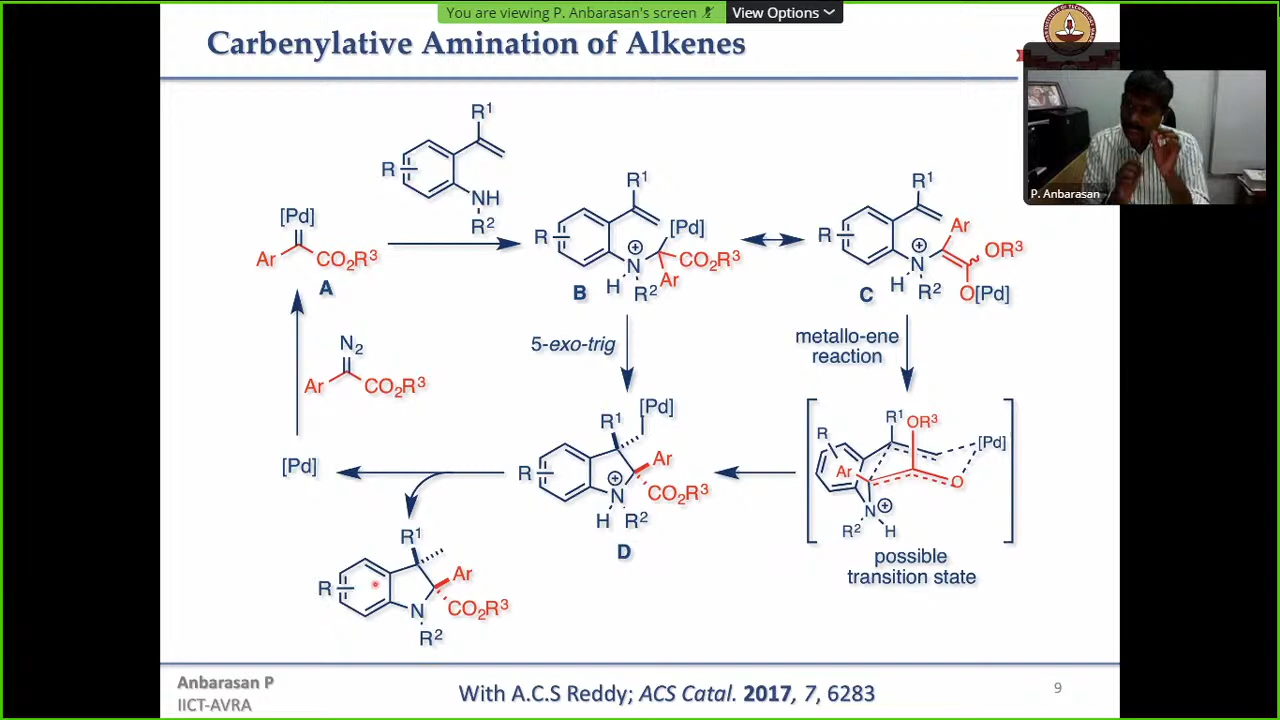 You are viewing P. Anbarasan's screen
View Options
Carbenylative Amination of Alkenes
P. Anbarasan
R¹
R
NH
R²
[Pd]
Ar
CO₂R³
A
R¹
R
[Pd]
N
CO₂R³
Ar
H
R²
B
R¹
R
Ar
OR³
N
H
R²
O[Pd]
C
N₂
Ar
CO₂R³
5-exo-trig
metallo-ene
reaction
[Pd]
[Pd]
R¹
R
Ar
CO₂R³
N
H
R²
D
R¹
OR³
R
[Pd]
Ar
O
N
R²
H
possible
transition state
R¹
R
Ar
CO₂R³
N
R²
Anbarasan P
IICT-AVRA
With A.C.S Reddy; ACS Catal. 2017, 7, 6283
9